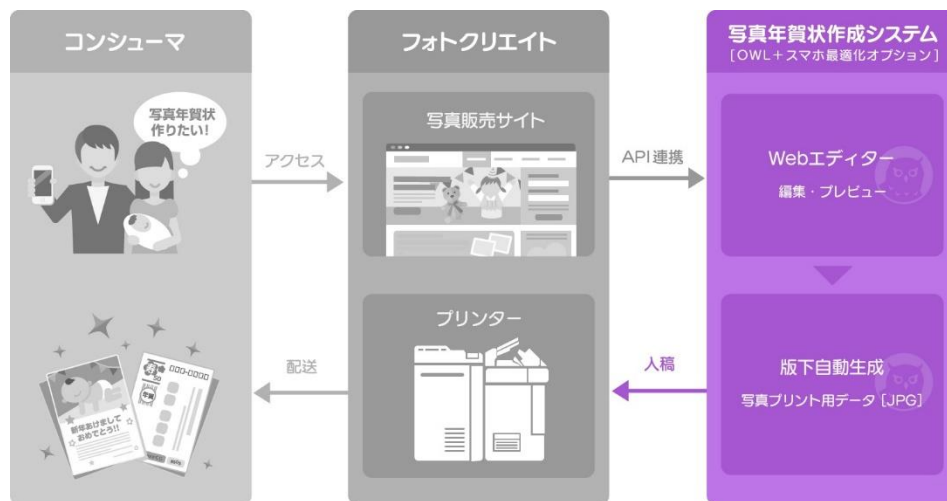 コンシューマ
写真年賀状
作りたい!
アクセス
フォトクリエイト
写真販売サイト
API連携
写真年賀状作成システム
[OWL+スマホ最適化オプション]
Webエディター
編集・プレビュー
版下自動生成
写真プリント用データ [JPG]
入稿
プリンター
配送
新年あけまして
おめでとう!!
年賀
50